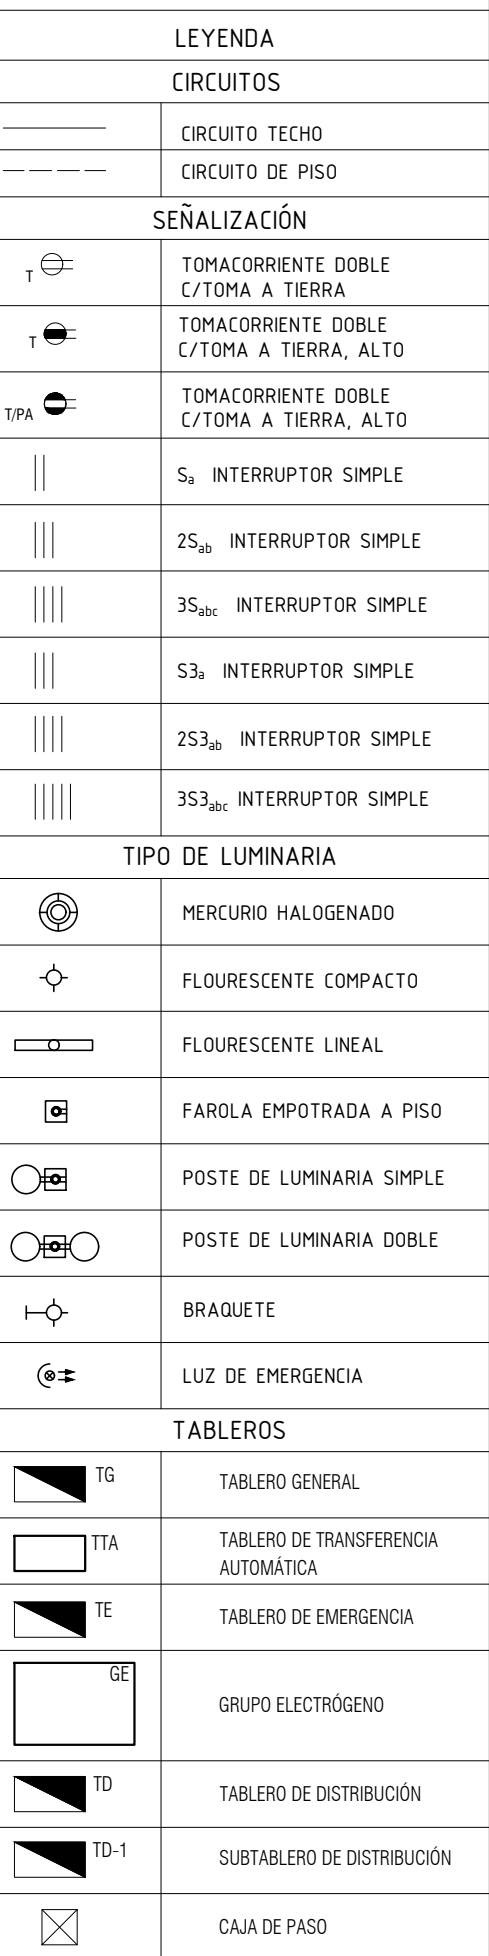 LEYENDA
CIRCUITOS
CIRCUITO TECHO
CIRCUITO DE PISO
SEÑALIZACIÓN
T
TOMACORRIENTE DOBLE
C/TOMA A TIERRA
T
TOMACORRIENTE DOBLE
C/TOMA A TIERRA, ALTO
T/PA
TOMACORRIENTE DOBLE
C/TOMA A TIERRA, ALTO
Sa INTERRUPTOR SIMPLE
2Sab INTERRUPTOR SIMPLE
3Sabc INTERRUPTOR SIMPLE
S3a INTERRUPTOR SIMPLE
2S3ab INTERRUPTOR SIMPLE
3S3abc INTERRUPTOR SIMPLE
TIPO DE LUMINARIA
MERCURIO HALOGENADO
FLOURESCENTE COMPACTO
FLOURESCENTE LINEAL
FAROLA EMPOTRADA A PISO
POSTE DE LUMINARIA SIMPLE
POSTE DE LUMINARIA DOBLE
BRAQUETE
LUZ DE EMERGENCIA
TABLEROS
TG TABLERO GENERAL
TTA
TABLERO DE TRANSFERENCIA
AUTOMÁTICA
TE TABLERO DE EMERGENCIA
GE
GRUPO ELECTRÓGENO
TD TABLERO DE DISTRIBUCIÓN
TD-1 SUBTABLERO DE DISTRIBUCIÓN
CAJA DE PASO